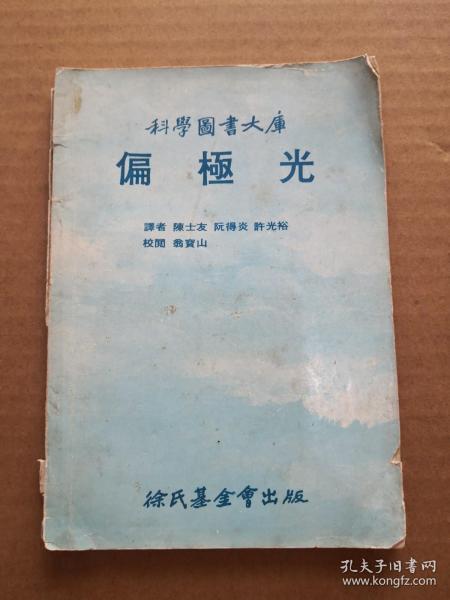 科學圖書大庫
偏極光
譯者 陳士友 阮得炎 許光裕
校閱 翁寶山
徐氏基金會出版
孔夫子旧书网
www.kongfz.com